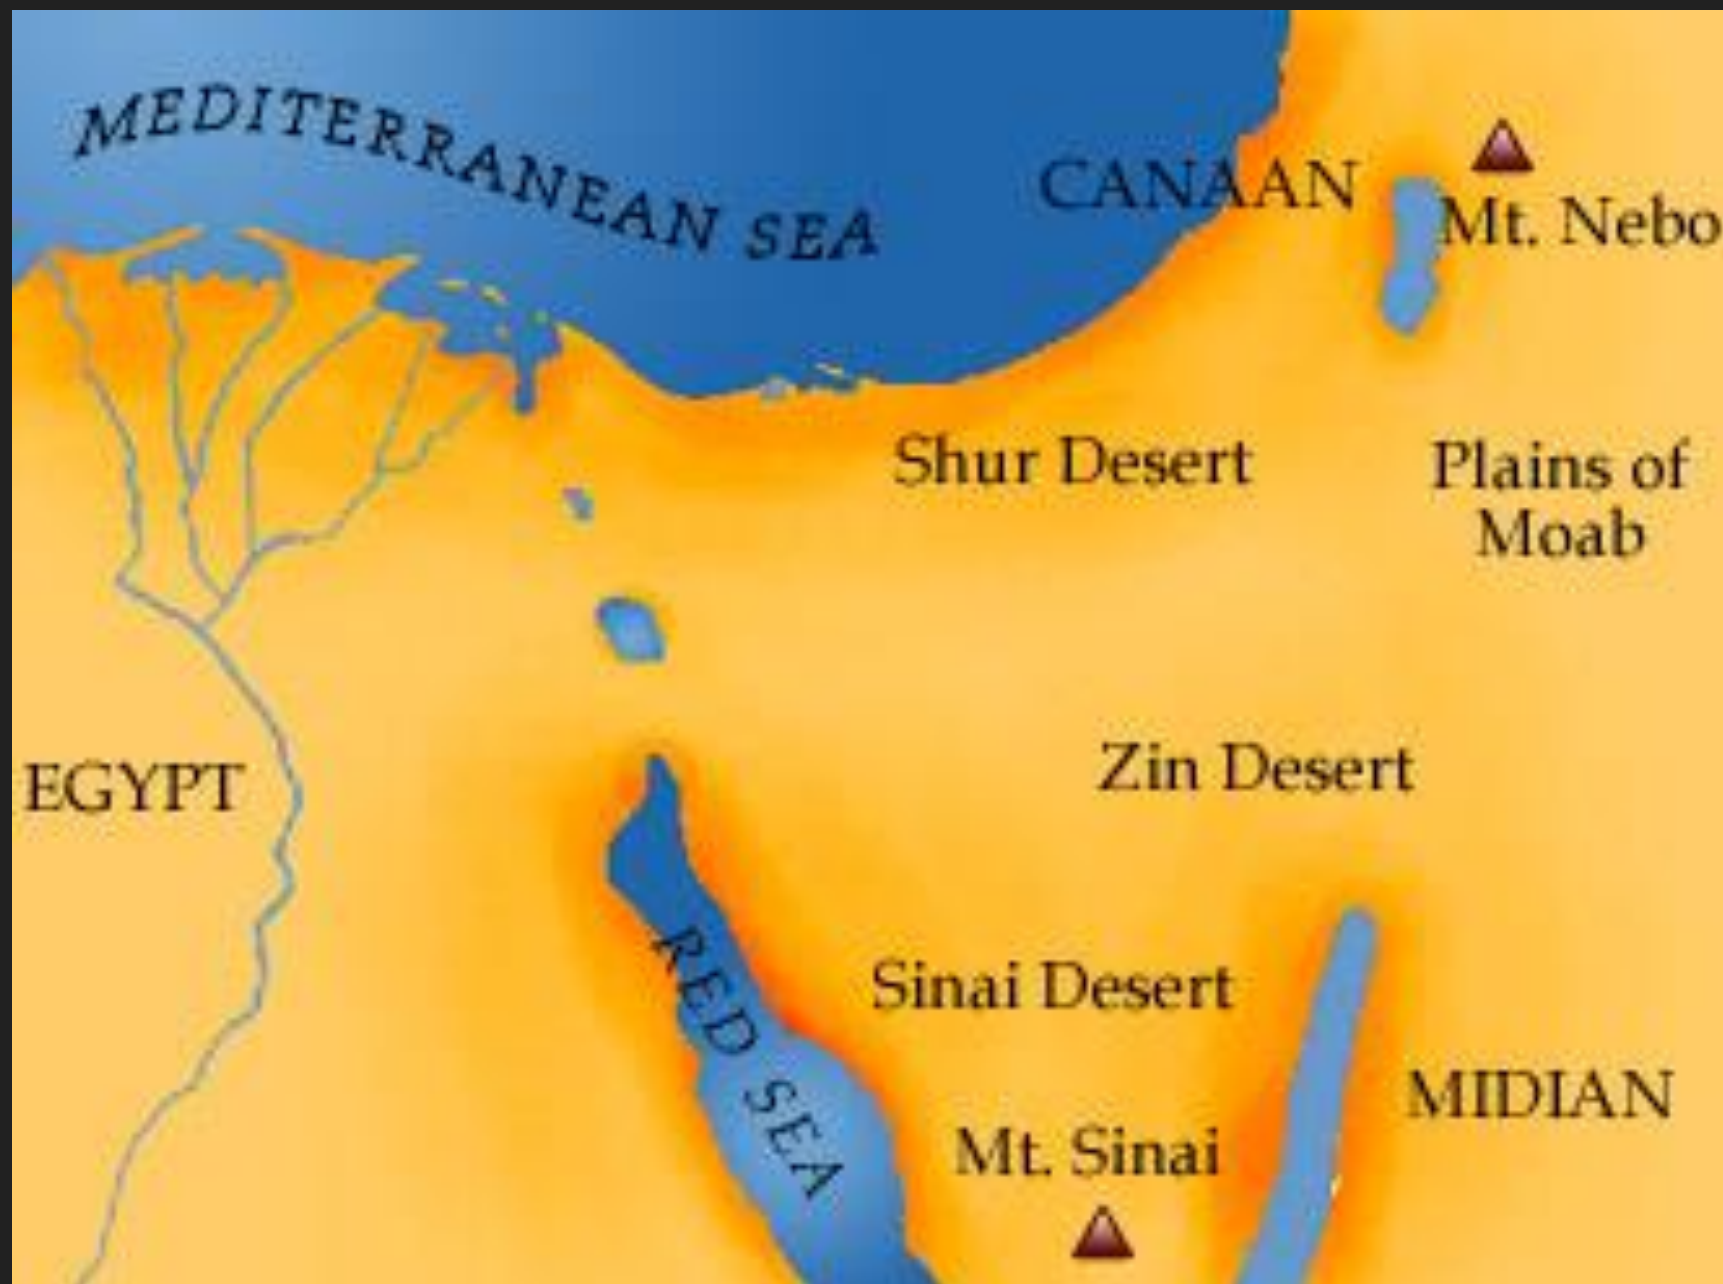 MEDITERRANEAN SEA
CANAAN
Mt. Nebo
Shur Desert
Plains of
Moab
EGYPT
Zin Desert
RED SEA
Sinai Desert
MIDIAN
Mt. Sinai